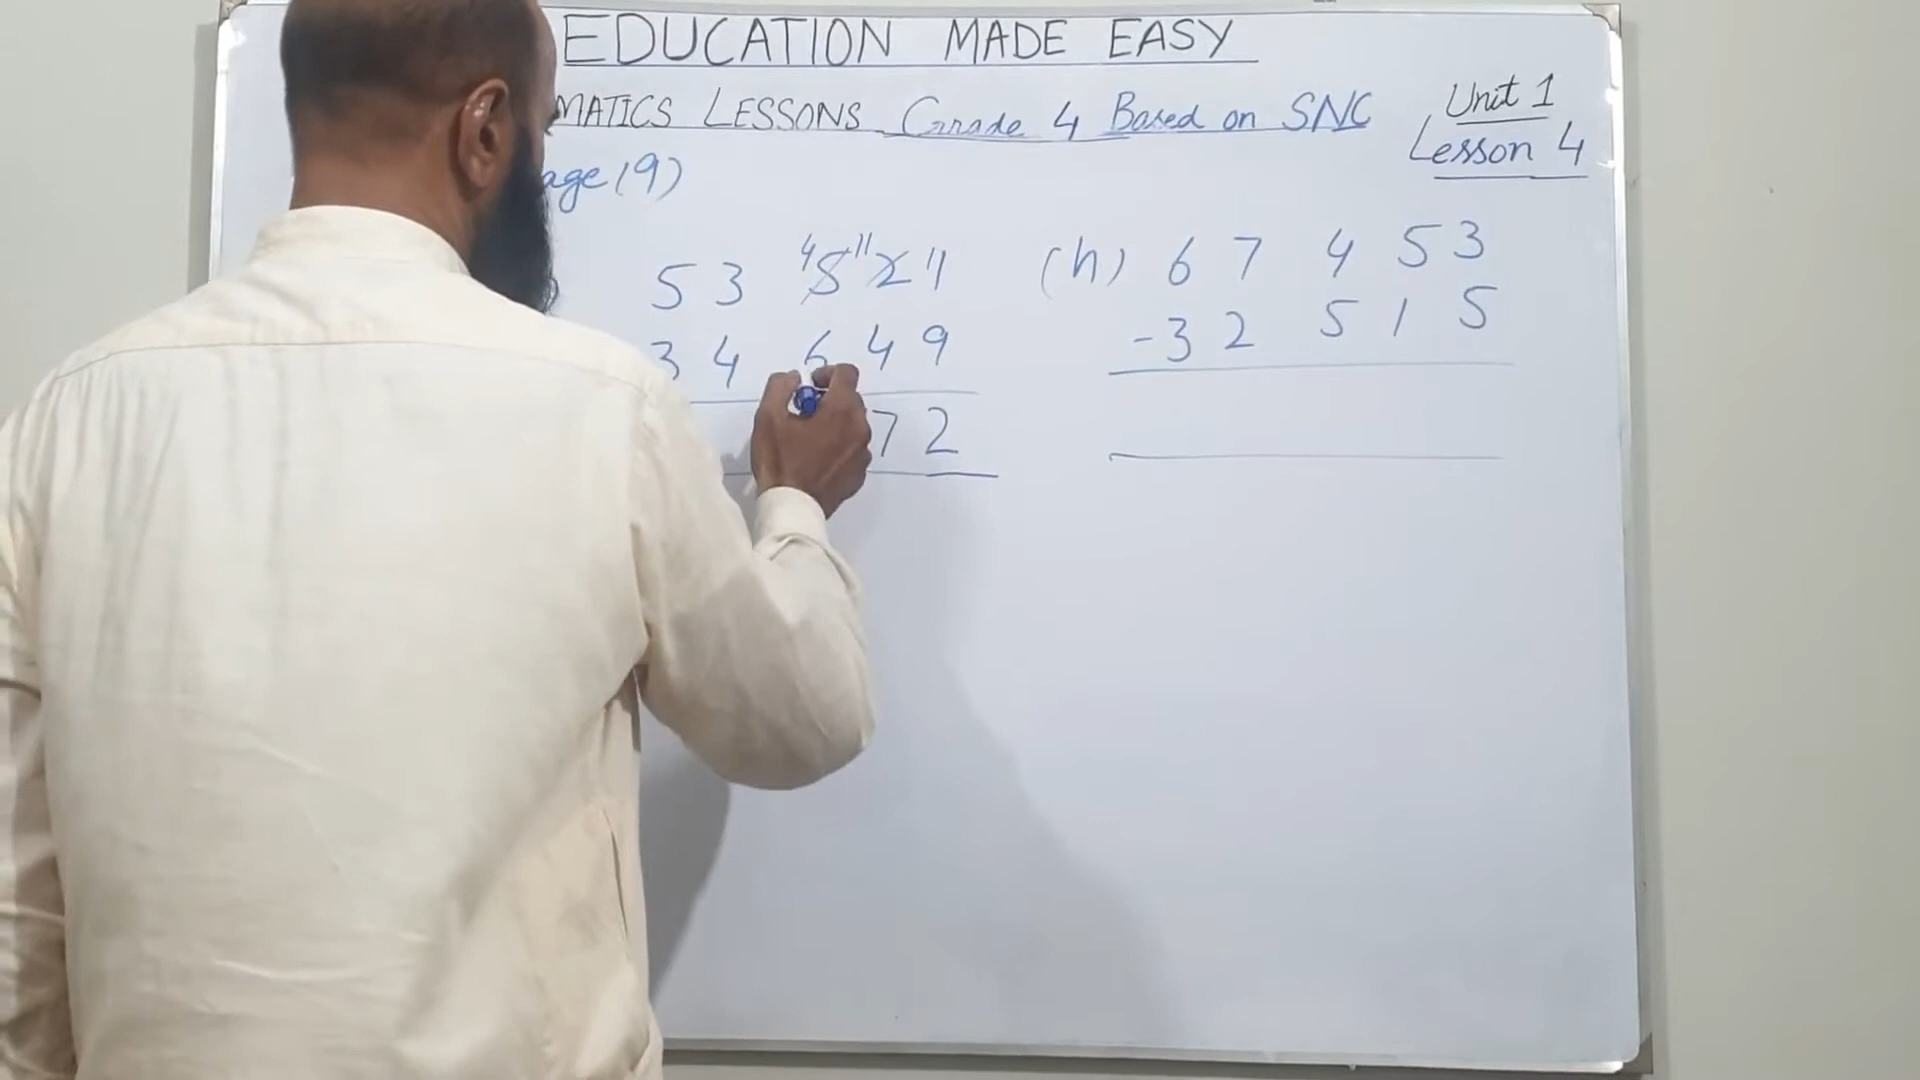 EDUCATION MADE EASY
MATICS LESSONS Grade 4 Based on SNC
Unit 1
Lesson 4
age (9)
4 11
5 3 5 2 11
3 4 6 4 9
7 2
(h) 6 7 4 5 3
-3 2 5 1 5